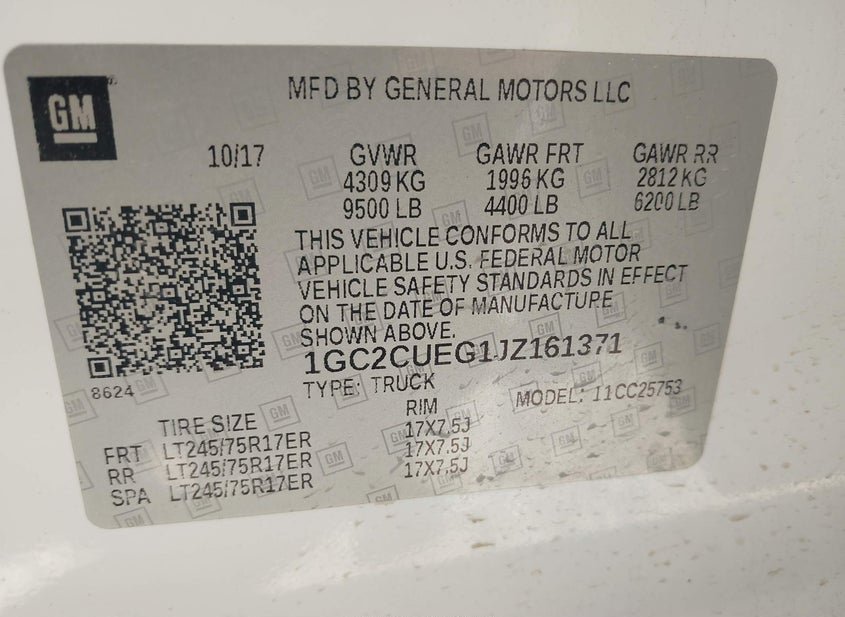 GM
MFD BY GENERAL MOTORS LLC
10/17 GVWR GAWR FRT GAWR RR
4309 KG 1996 KG 2812 KG
9500 LB 4400 LB 6200 LB
THIS VEHICLE CONFORMS TO ALL
APPLICABLE U.S. FEDERAL MOTOR
VEHICLE SAFETY STANDARDS IN EFFECT
ON THE DATE OF MANUFACTURE
SHOWN ABOVE.
1GC2CUEG1JZ161371
8624
TYPE: TRUCK MODEL: 11CC25753
TIRE SIZE RIM
FRT LT245/75R17ER 17X7.5J
RR LT245/75R17ER 17X7.5J
SPA LT245/75R17ER 17X7.5J